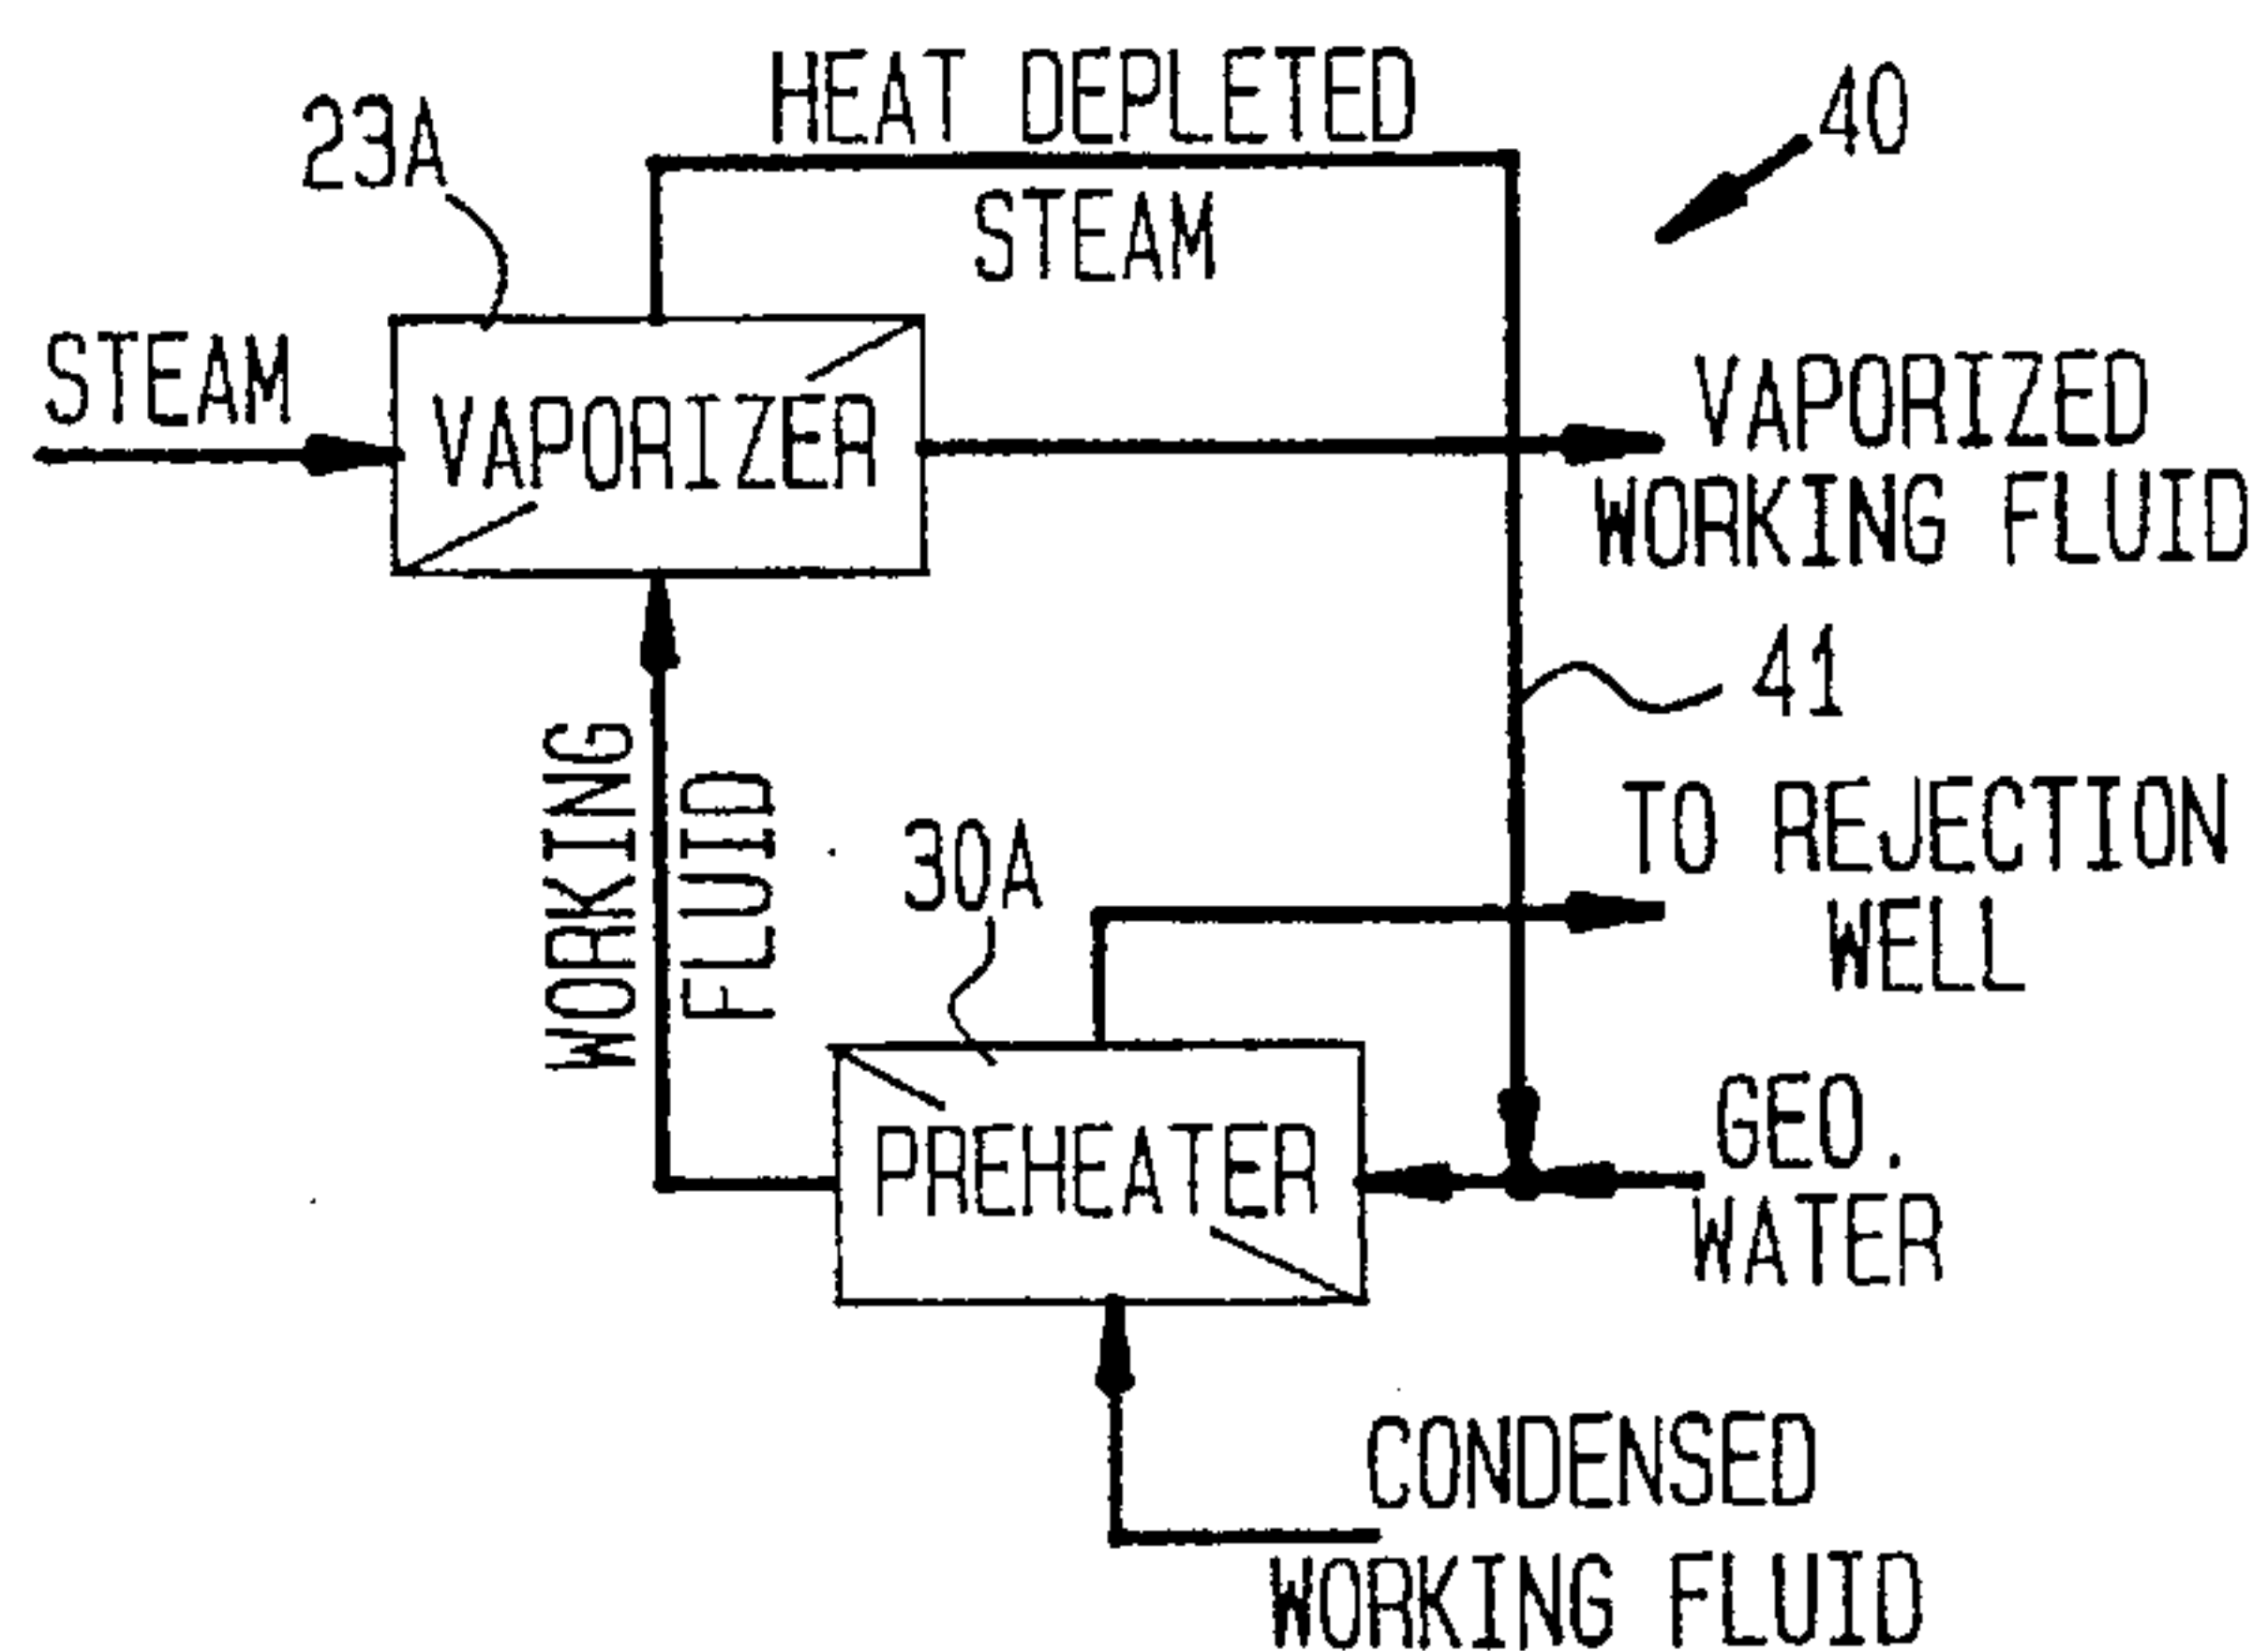 HEAT DEPLETED
STEAM
40
23A
STEAM
VAPORIZER
VAPORIZED
WORKING FLUID
41
WORKING
FLUID
30A
TO REJECTION
WELL
PREHEATER
GEO.
WATER
CONDENSED
WORKING FLUID